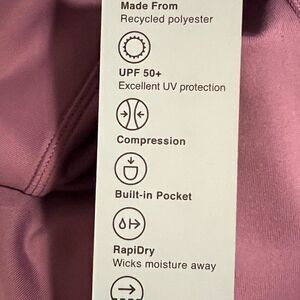 Made From
Recycled polyester
UPF 50+
Excellent UV protection
Compression
Built-in Pocket
RapiDry
Wicks moisture away